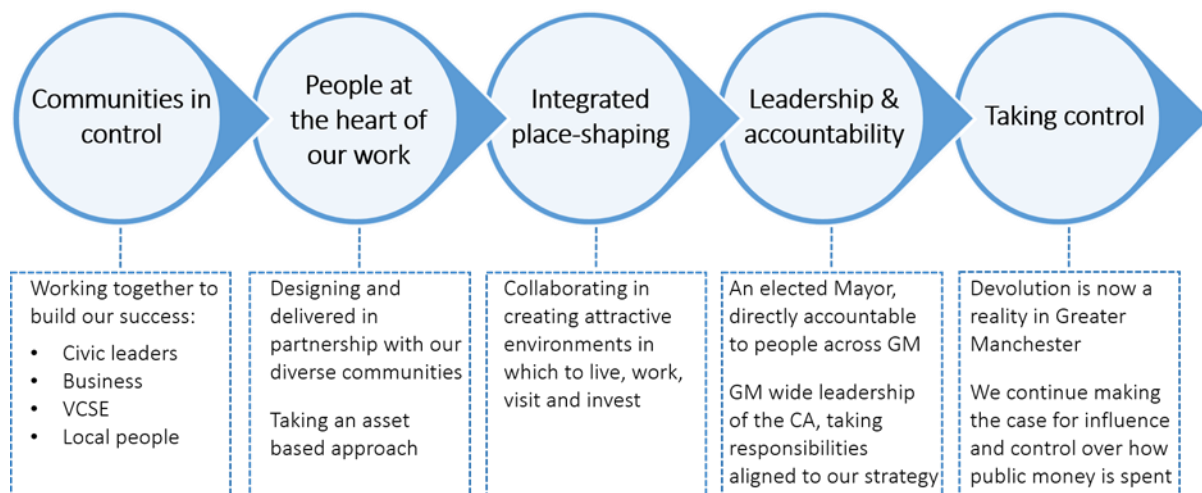 Communities in
control
People at
the heart of
our work
Integrated
place-shaping
Leadership &
accountability
Taking control
Working together to
build our success:
• Civic leaders
• Business
• VCSE
• Local people
Designing and
delivered in
partnership with our
diverse communities
Taking an asset
based approach
Collaborating in
creating attractive
environments in
which to live, work,
visit and invest
An elected Mayor,
directly accountable
to people across GM
GM wide leadership
of the CA, taking
responsibilities
aligned to our strategy
Devolution is now a
reality in Greater
Manchester
We continue making
the case for influence
and control over how
public money is spent